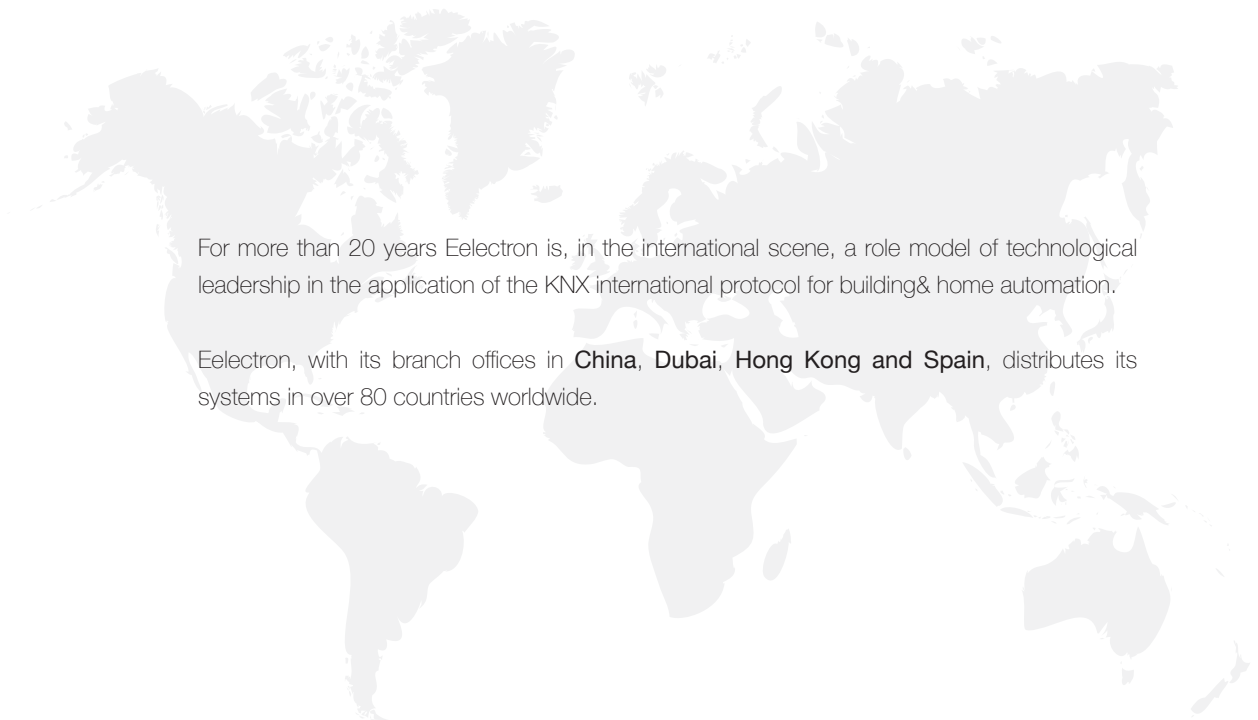 For more than 20 years Eelectron is, in the international scene, a role model of technological
leadership in the application of the KNX international protocol for building& home automation.
Eelectron, with its branch offices in China, Dubai, Hong Kong and Spain, distributes its
systems in over 80 countries worldwide.